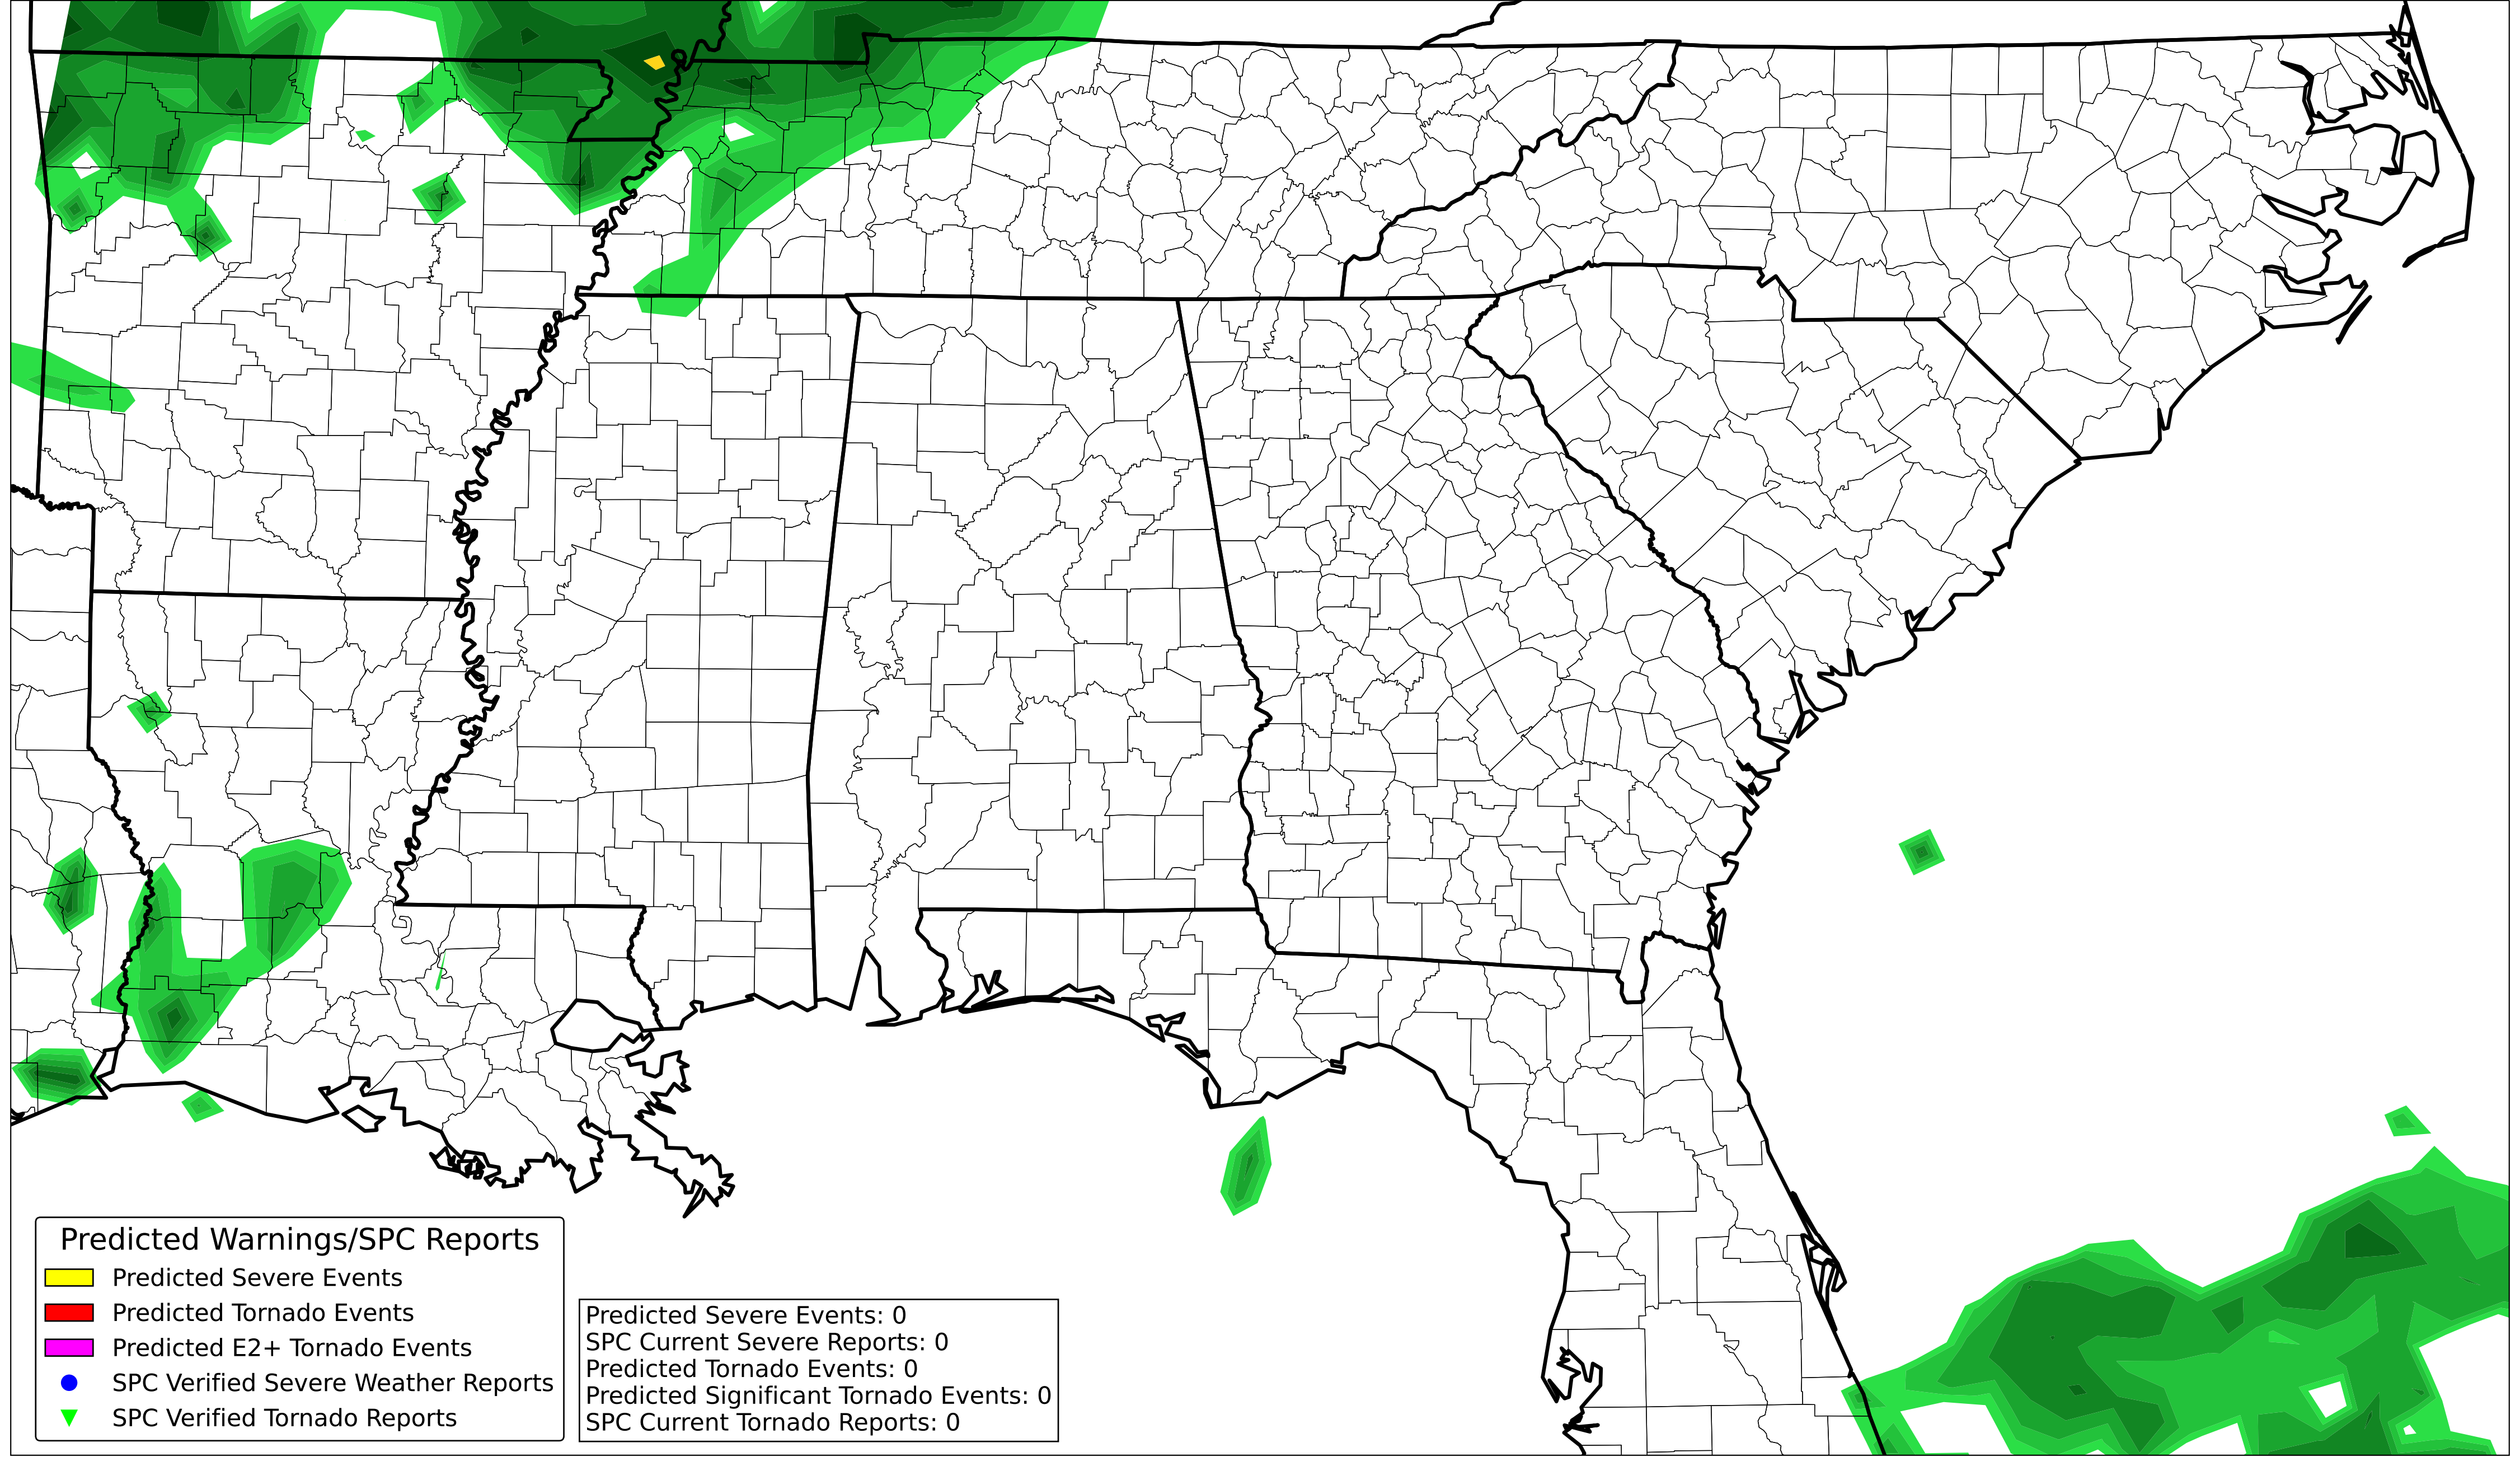 Predicted Warnings/SPC Reports
Predicted Severe Events
Predicted Tornado Events
Predicted E2+ Tornado Events
SPC Verified Severe Weather Reports
SPC Verified Tornado Reports
Predicted Severe Events: 0
SPC Current Severe Reports: 0
Predicted Tornado Events: 0
Predicted Significant Tornado Events: 0
SPC Current Tornado Reports: 0